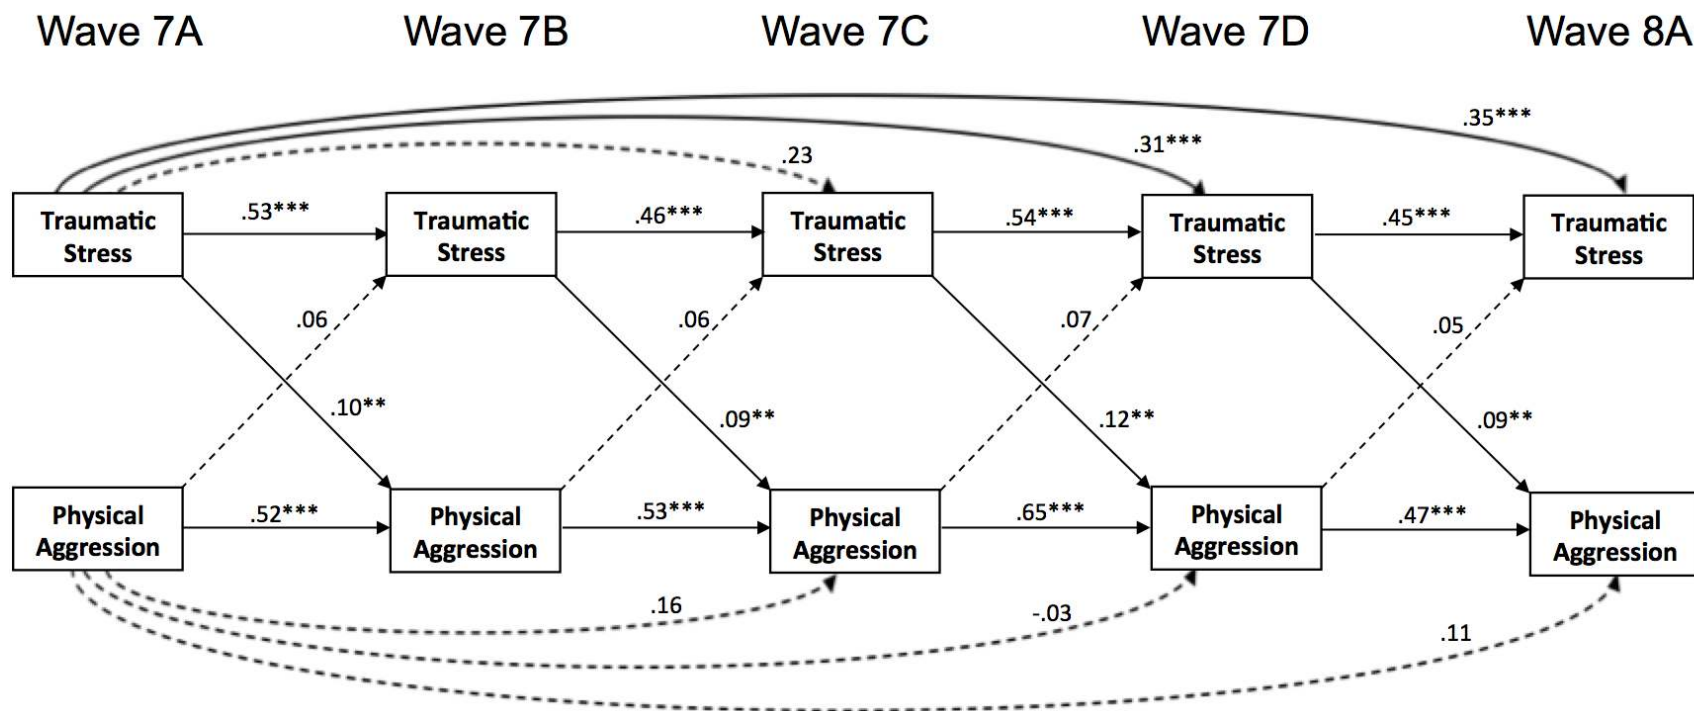 Wave 7A Wave 7B Wave 7C Wave 7D Wave 8A
.35***
.31***
.23
Traumatic Stress
.53***
Traumatic Stress
.46***
Traumatic Stress
.54***
Traumatic Stress
.45***
Traumatic Stress
.06
.06
.07
.05
.10**
.09**
.12**
.09**
Physical Aggression
.52***
Physical Aggression
.53***
Physical Aggression
.65***
Physical Aggression
.47***
Physical Aggression
.16
-.03
.11